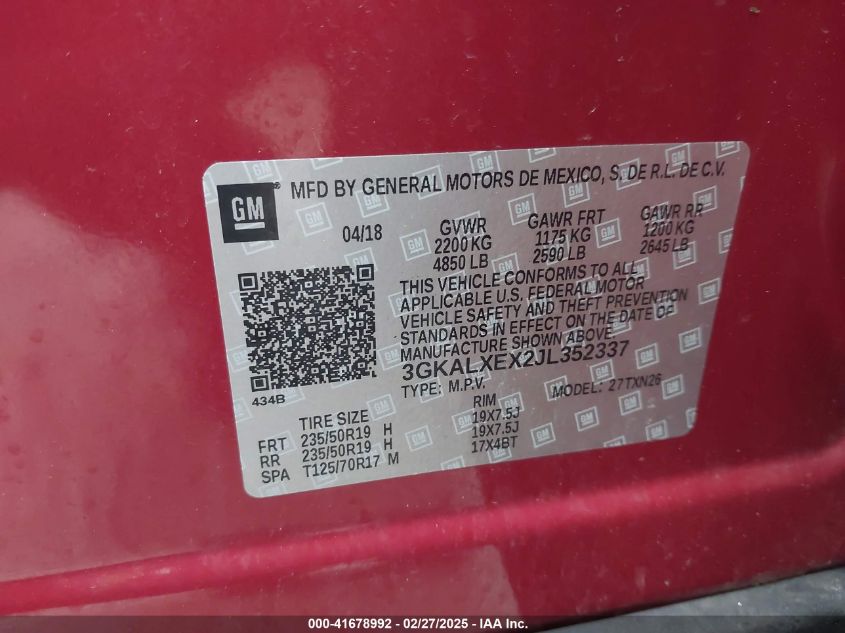 GM
MFD BY GENERAL MOTORS DE MEXICO, S. DE R.L. DE C.V.
04/18
GVWR
2200 KG
4850 LB
GAWR FRT
1175 KG
2590 LB
GAWR RR
1200 KG
2645 LB
THIS VEHICLE CONFORMS TO ALL
APPLICABLE U.S. FEDERAL MOTOR
VEHICLE SAFETY AND THEFT PREVENTION
STANDARDS IN EFFECT ON THE DATE OF
MANUFACTURE SHOWN ABOVE.
3GKALXEX2JL352337
TYPE: M.P.V. MODEL: 27TXN26
434B
TIRE SIZE RIM
FRT 235/50R19 H 19X7.5J
RR 235/50R19 H 19X7.5J
SPA T125/70R17 M 17X4BT
000-41678992 - 02/27/2025 - IAA Inc.